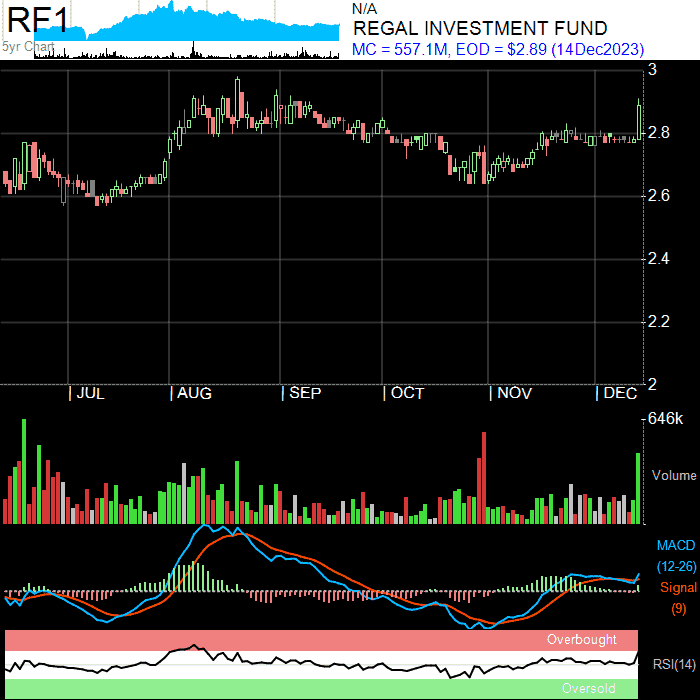 RF1
N/A
REGAL INVESTMENT FUND
MC = 557.1M, EOD = $2.89 (14Dec2023)
5yr Chart
3
2.8
2.6
2.4
2.2
2
JUL AUG SEP OCT NOV DEC
646k
Volume
MACD
(12-26)
Signal
(9)
Overbought
RSI(14)
Oversold